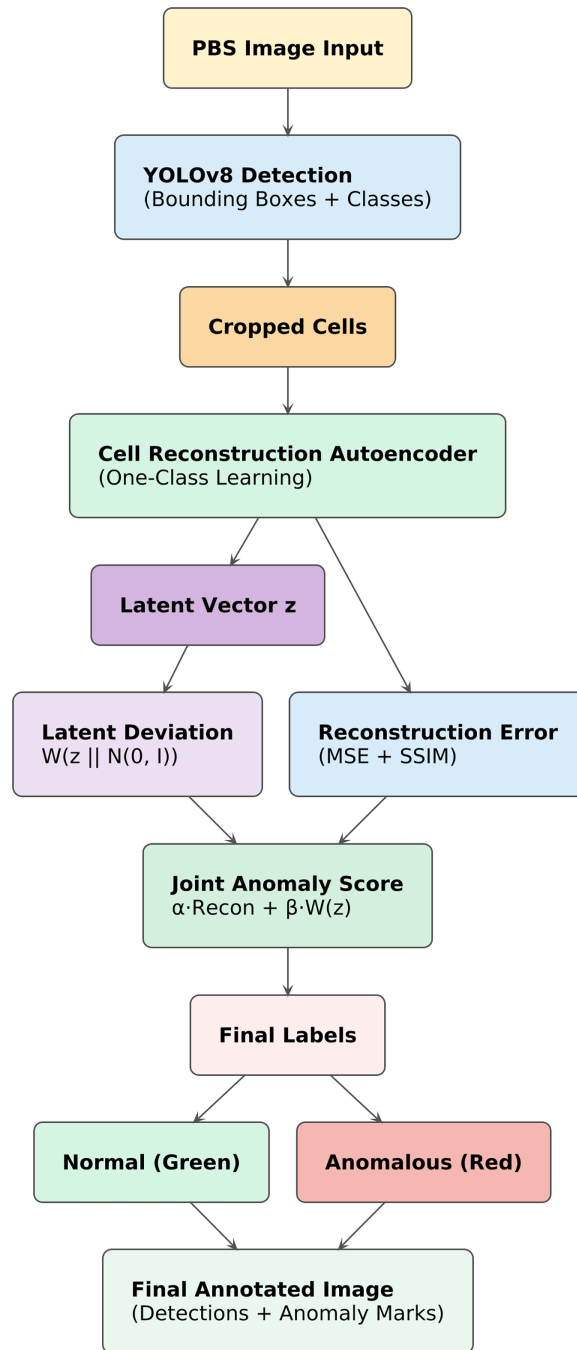 PBS Image Input
YOLOv8 Detection
(Bounding Boxes + Classes)
Cropped Cells
Cell Reconstruction Autoencoder
(One-Class Learning)
Latent Vector z
Latent Deviation
W(z || N(0, I))
Reconstruction Error
(MSE + SSIM)
Joint Anomaly Score
α·Recon + β·W(z)
Final Labels
Normal (Green)
Anomalous (Red)
Final Annotated Image
(Detections + Anomaly Marks)